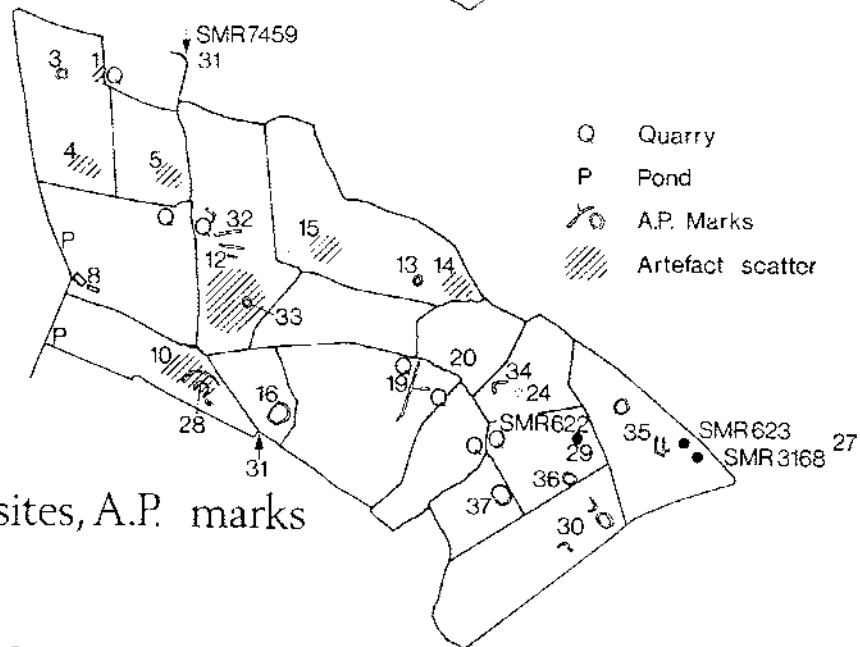 SMR7459
31
3
1
Q
4
5
Q
Q
32
P
8
12
33
15
13
14
P
10
28
16
31
Q
19
Q
20
34
24
SMR622
Q
Q
29
35
SMR623
SMR3168
27
36
37
30
Q Quarry
P Pond
A.P. Marks
Artefact scatter
sites, A.P. marks